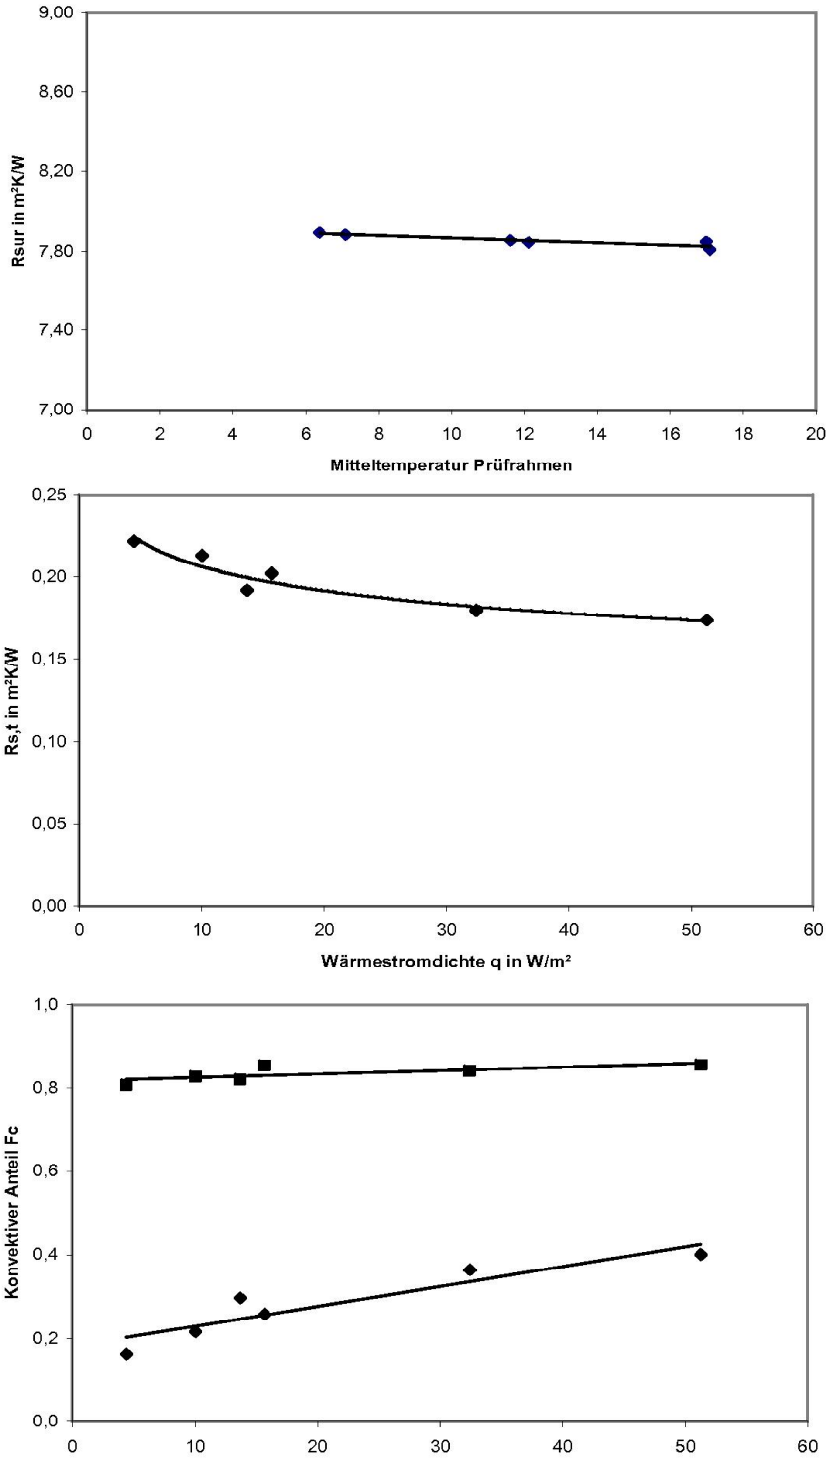 9,00
8,60
8,20
7,80
7,40
7,00
Rsur in m²K/W
0 2 4 6 8 10 12 14 16 18 20
Mitteltemperatur Prüfrahmen
0,25
0,20
0,15
0,10
0,05
0,00
Rs,t in m²K/W
0 10 20 30 40 50 60
Wärmestromdichte q in W/m²
1,0
0,8
0,6
0,4
0,2
0,0
Konvektiver Anteil Fc
0 10 20 30 40 50 60